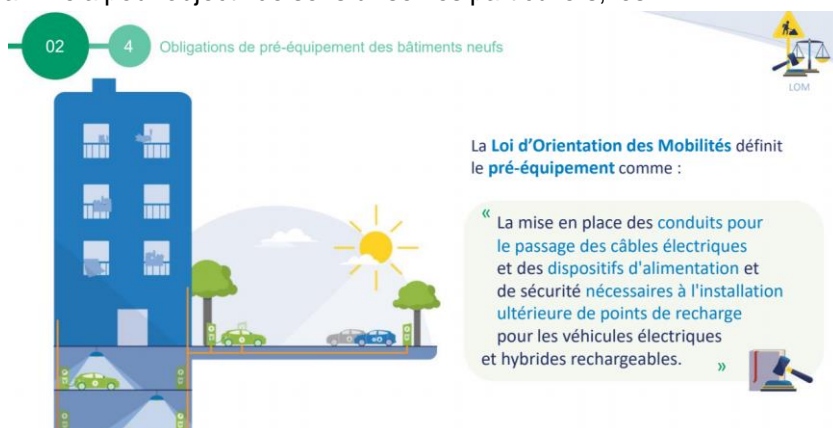 02
4
Obligations de pré-équipement des bâtiments neufs
LOM
La Loi d'Orientation des Mobilités définit
le pré-équipement comme :
« La mise en place des conduits pour
le passage des câbles électriques
et des dispositifs d'alimentation et
de sécurité nécessaires à l'installation
ultérieure de points de recharge
pour les véhicules électriques
et hybrides rechargeables. »